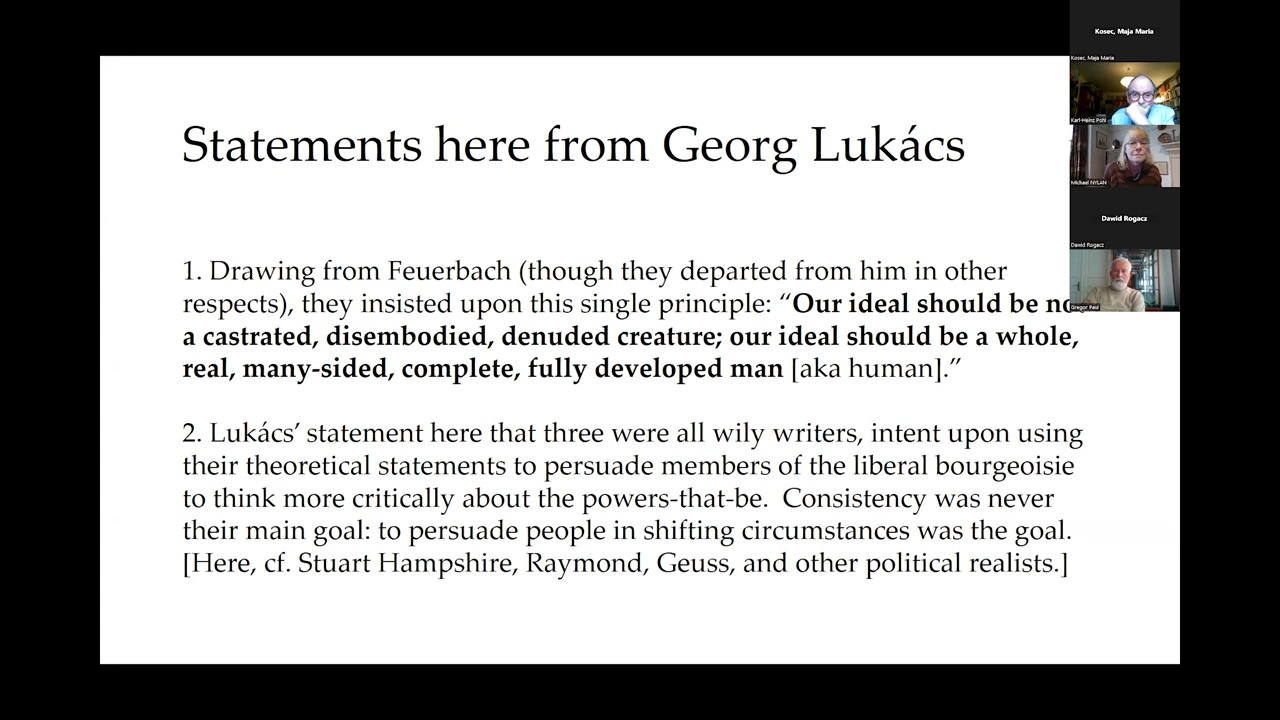 Statements here from Georg Lukács
1. Drawing from Feuerbach (though they departed from him in other
respects), they insisted upon this single principle: “Our ideal should be
a castrated, disembodied, denuded creature; our ideal should be a whole,
real, many-sided, complete, fully developed man [aka human].”
2. Lukács’ statement here that three were all wily writers, intent upon using
their theoretical statements to persuade members of the liberal bourgeoisie
to think more critically about the powers-that-be. Consistency was never
their main goal: to persuade people in shifting circumstances was the goal.
[Here, cf. Stuart Hampshire, Raymond, Geuss, and other political realists.]
Kosec, Maja Maria
Kosec, Maja Maria
Karl-Heinz Pohl
Michael NYLAN
Dawid Rogacz
Dawid Rogacz
Gregor Paul